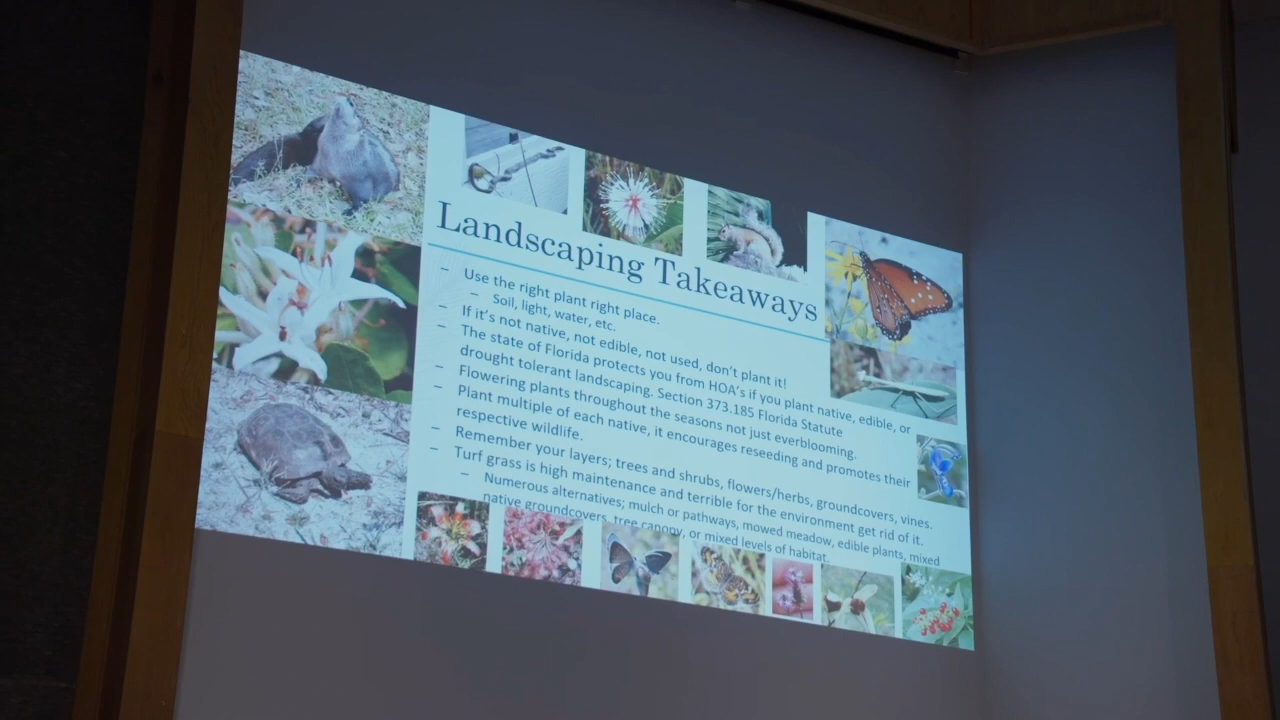 Landscaping Takeaways
– Use the right plant right place.
– Soil, light, water, etc.
– If it's not native, not edible, not used, don't plant it!
– The state of Florida protects you from HOA's if you plant native, edible, or
drought tolerant landscaping. Section 373.185 Florida Statute
– Flowering plants throughout the seasons not just everblooming.
– Plant multiple of each native, it encourages reseeding and promotes their
respective wildlife.
– Remember your layers; trees and shrubs, flowers/herbs, groundcovers, vines.
– Turf grass is high maintenance and terrible for the environment get rid of it.
– Numerous alternatives; mulch or pathways, mowed meadow, edible plants, mixed
native groundcovers, tree canopy, or mixed levels of habitat.